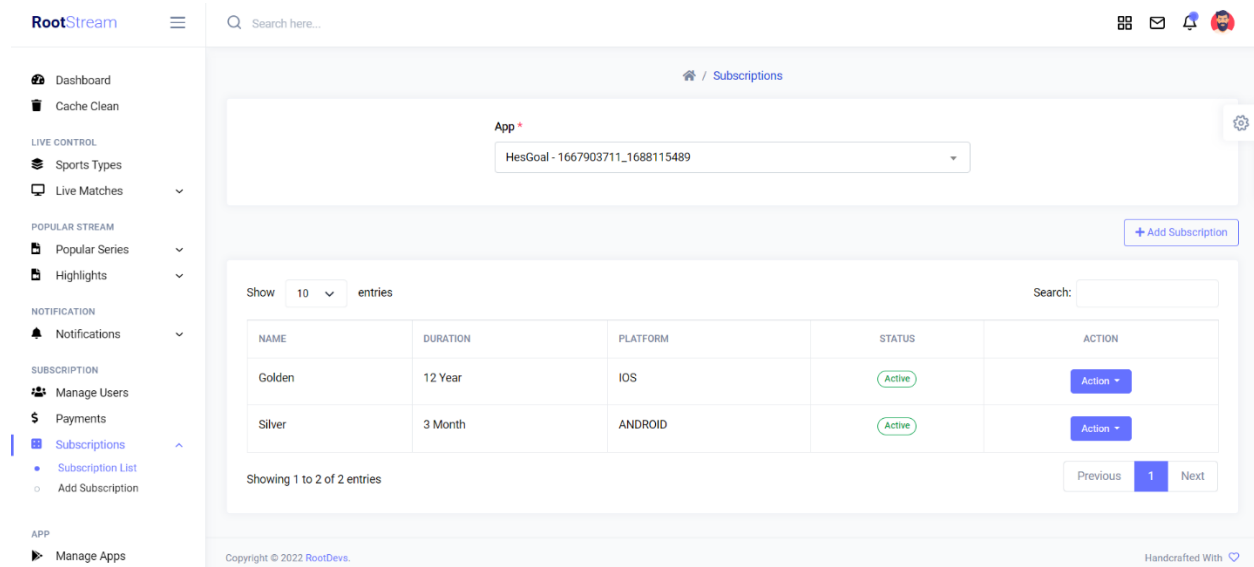 RootStream
Search here...
Dashboard
Cache Clean
LIVE CONTROL
Sports Types
Live Matches
POPULAR STREAM
Popular Series
Highlights
NOTIFICATION
Notifications
SUBSCRIPTION
Manage Users
Payments
Subscriptions
Subscription List
Add Subscription
APP
Manage Apps
/ Subscriptions
App *
HesGoal - 1667903711_1688115489
+ Add Subscription
Show 10 entries
Search:
NAME DURATION PLATFORM STATUS ACTION
Golden 12 Year IOS Active Action
Silver 3 Month ANDROID Active Action
Showing 1 to 2 of 2 entries
Previous 1 Next
Copyright © 2022 RootDevs.
Handcrafted With